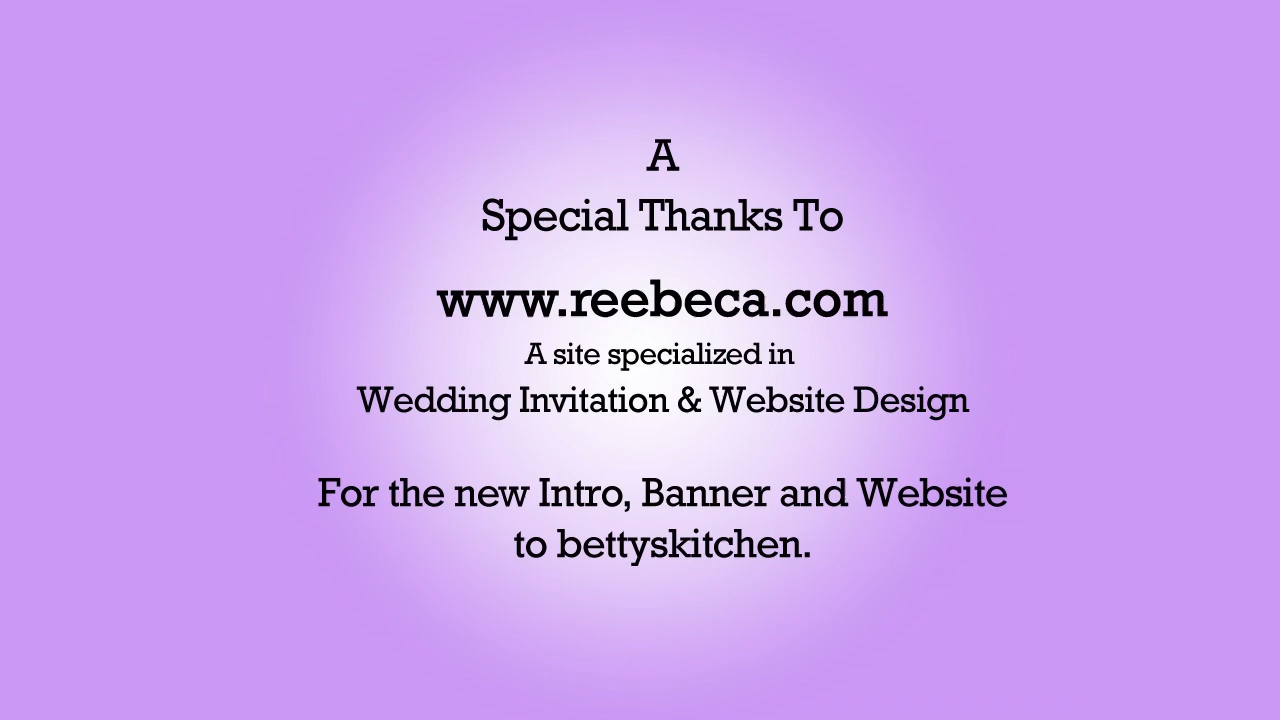 A
Special Thanks To
www.reebeca.com
A site specialized in
Wedding Invitation & Website Design
For the new Intro, Banner and Website
to bettyskitchen.